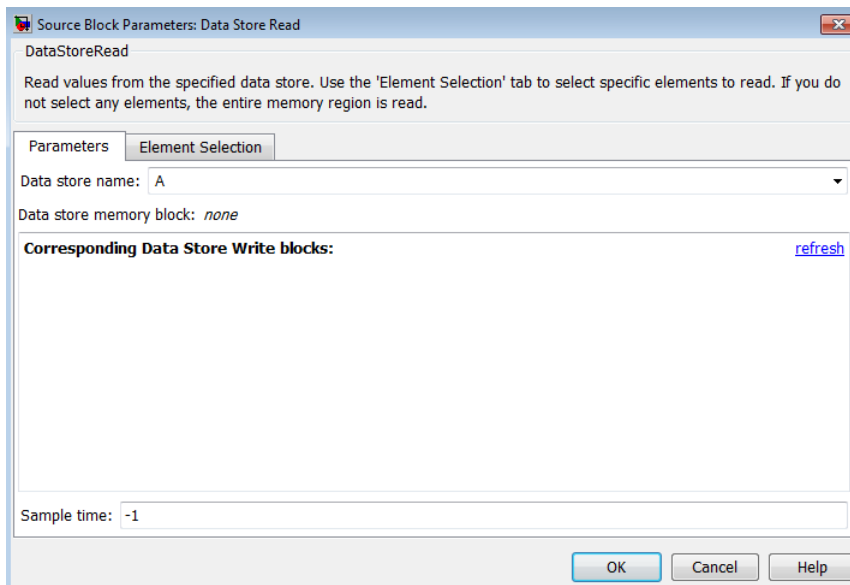 Source Block Parameters: Data Store Read
DataStoreRead
Read values from the specified data store. Use the 'Element Selection' tab to select specific elements to read. If you do
not select any elements, the entire memory region is read.
Parameters
Element Selection
Data store name: A
Data store memory block: none
Corresponding Data Store Write blocks:
refresh
Sample time: -1
OK
Cancel
Help